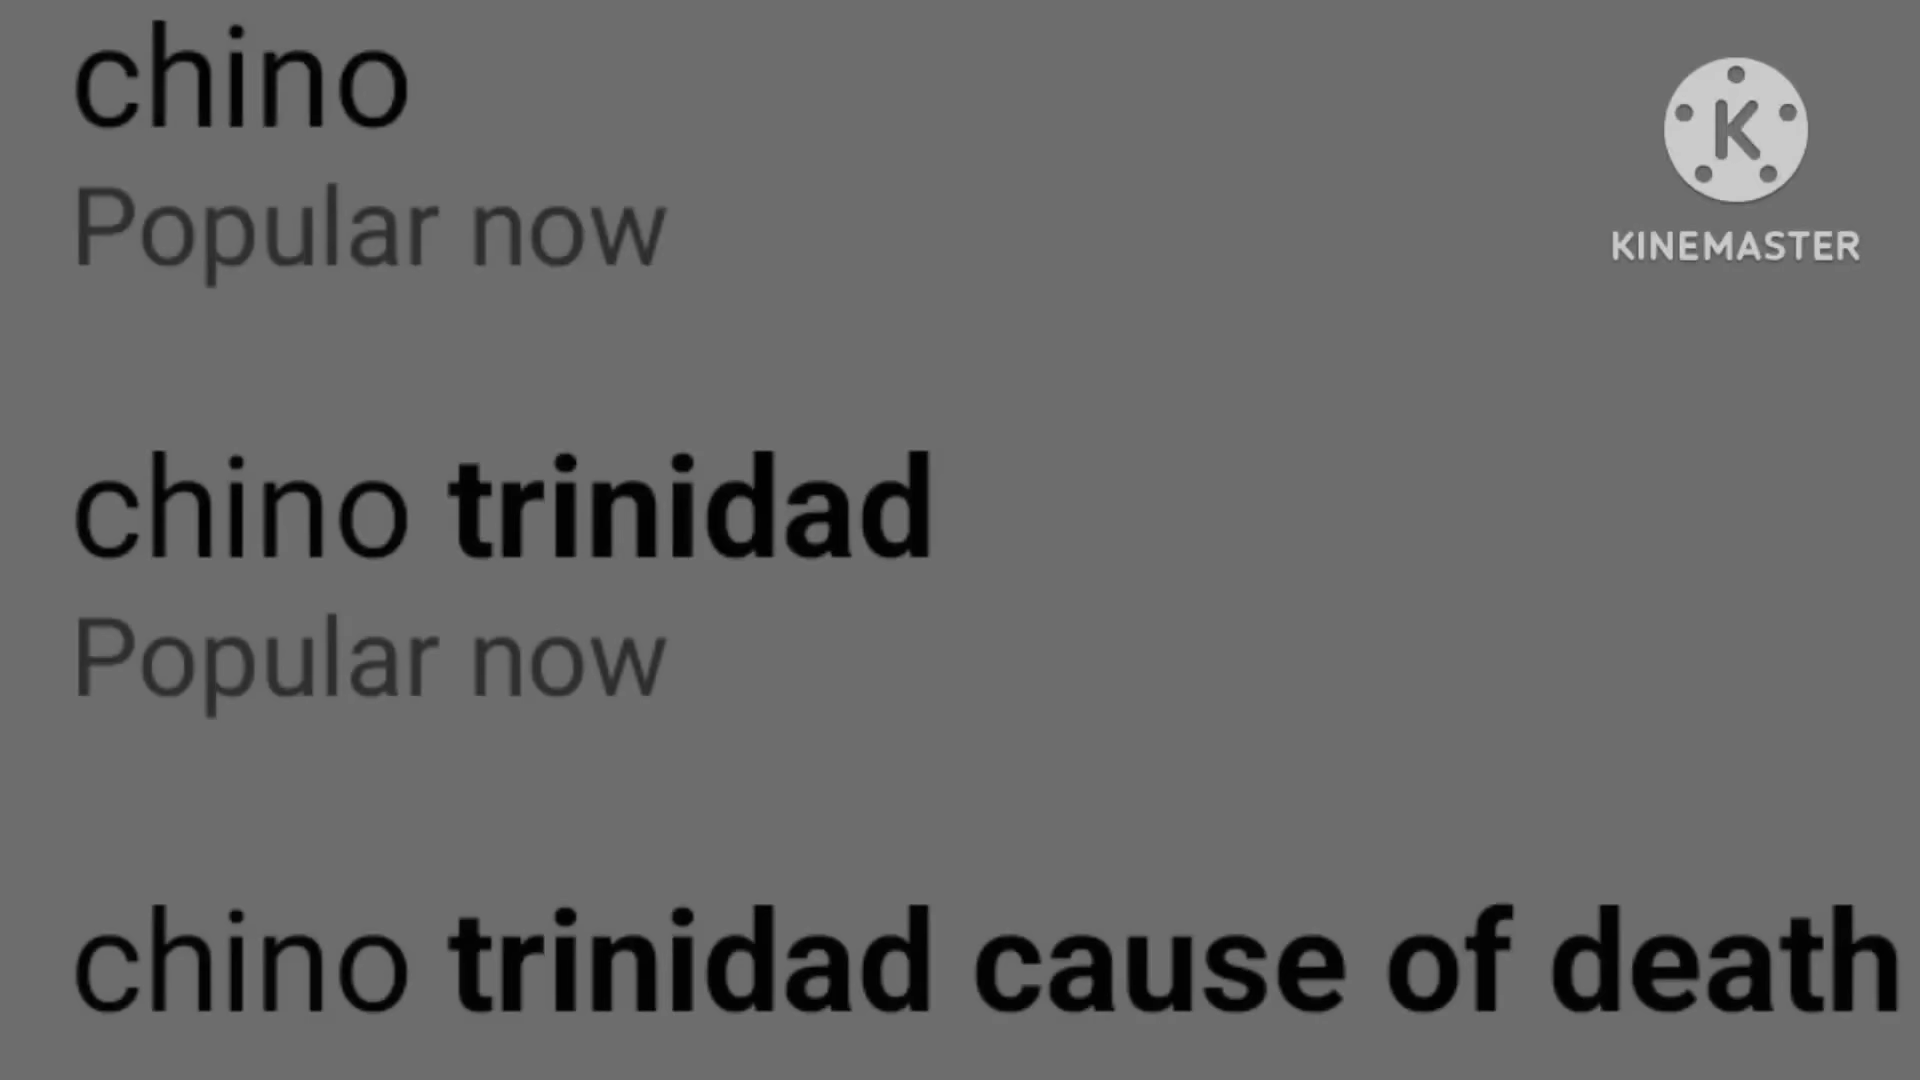 chino
Popular now
K
KINEMASTER
chino trinidad
Popular now
chino trinidad cause of death